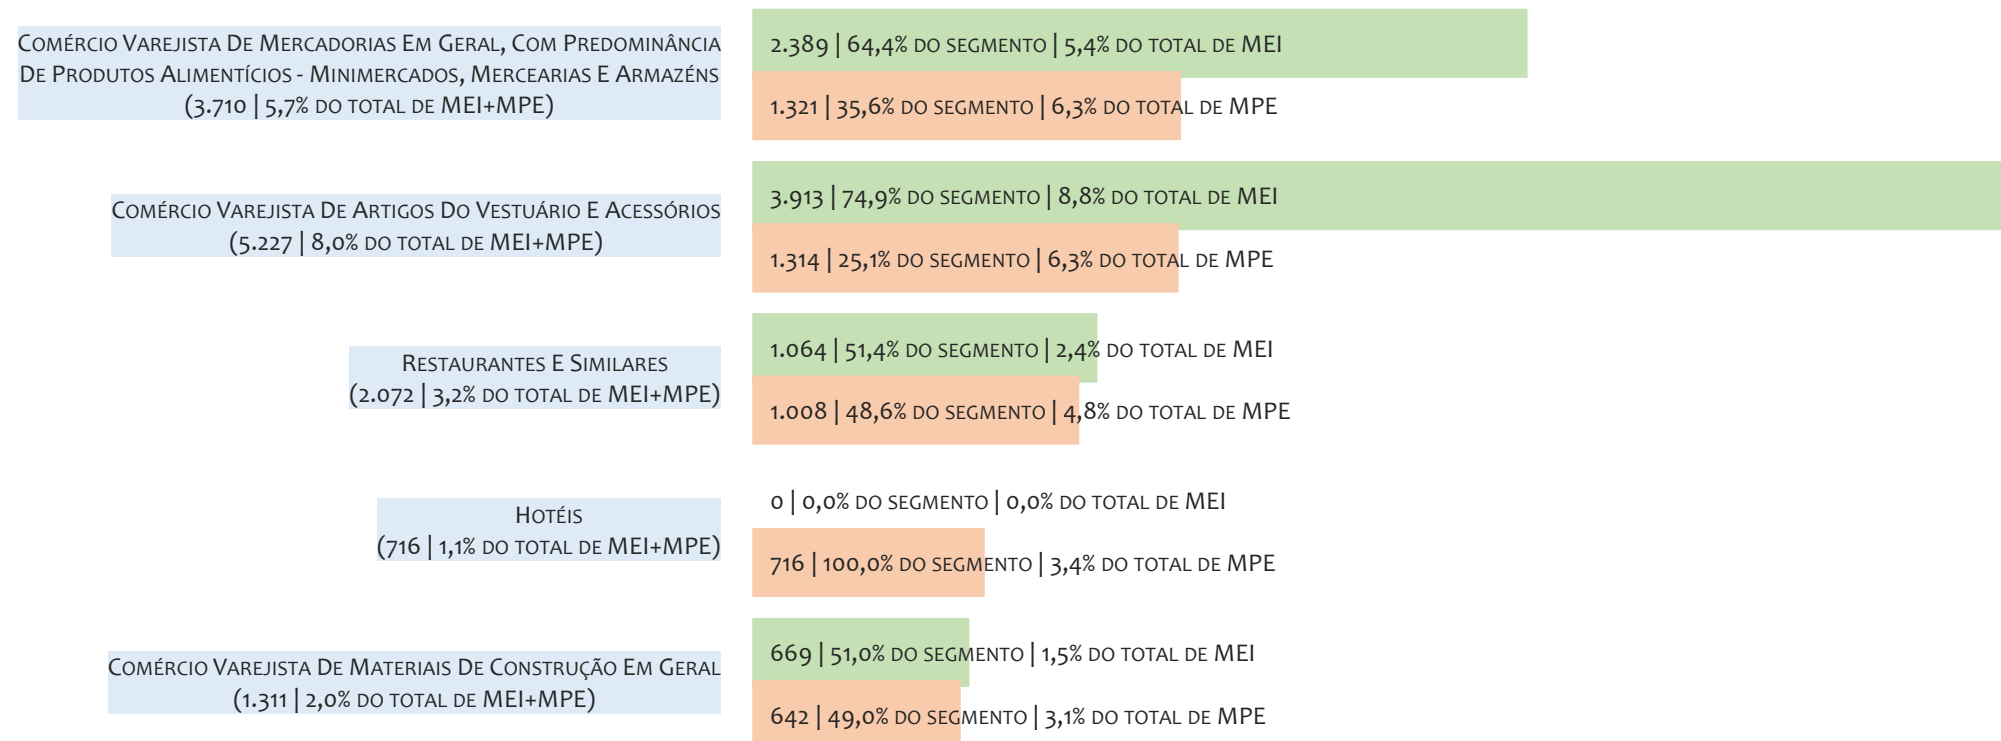 Comércio Varejista De Mercadorias Em Geral, Com Predominância
De Produtos Alimentícios - Minimercados, Mercearias E Armazéns
(3.710 | 5,7% do total de MEI+MPE)
2.389 | 64,4% do segmento | 5,4% do total de MEI
1.321 | 35,6% do segmento | 6,3% do total de MPE
Comércio Varejista De Artigos Do Vestuário E Acessórios
(5.227 | 8,0% do total de MEI+MPE)
3.913 | 74,9% do segmento | 8,8% do total de MEI
1.314 | 25,1% do segmento | 6,3% do total de MPE
Restaurantes E Similares
(2.072 | 3,2% do total de MEI+MPE)
1.064 | 51,4% do segmento | 2,4% do total de MEI
1.008 | 48,6% do segmento | 4,8% do total de MPE
Hotéis
(716 | 1,1% do total de MEI+MPE)
0 | 0,0% do segmento | 0,0% do total de MEI
716 | 100,0% do segmento | 3,4% do total de MPE
Comércio Varejista De Materiais De Construção Em Geral
(1.311 | 2,0% do total de MEI+MPE)
669 | 51,0% do segmento | 1,5% do total de MEI
642 | 49,0% do segmento | 3,1% do total de MPE